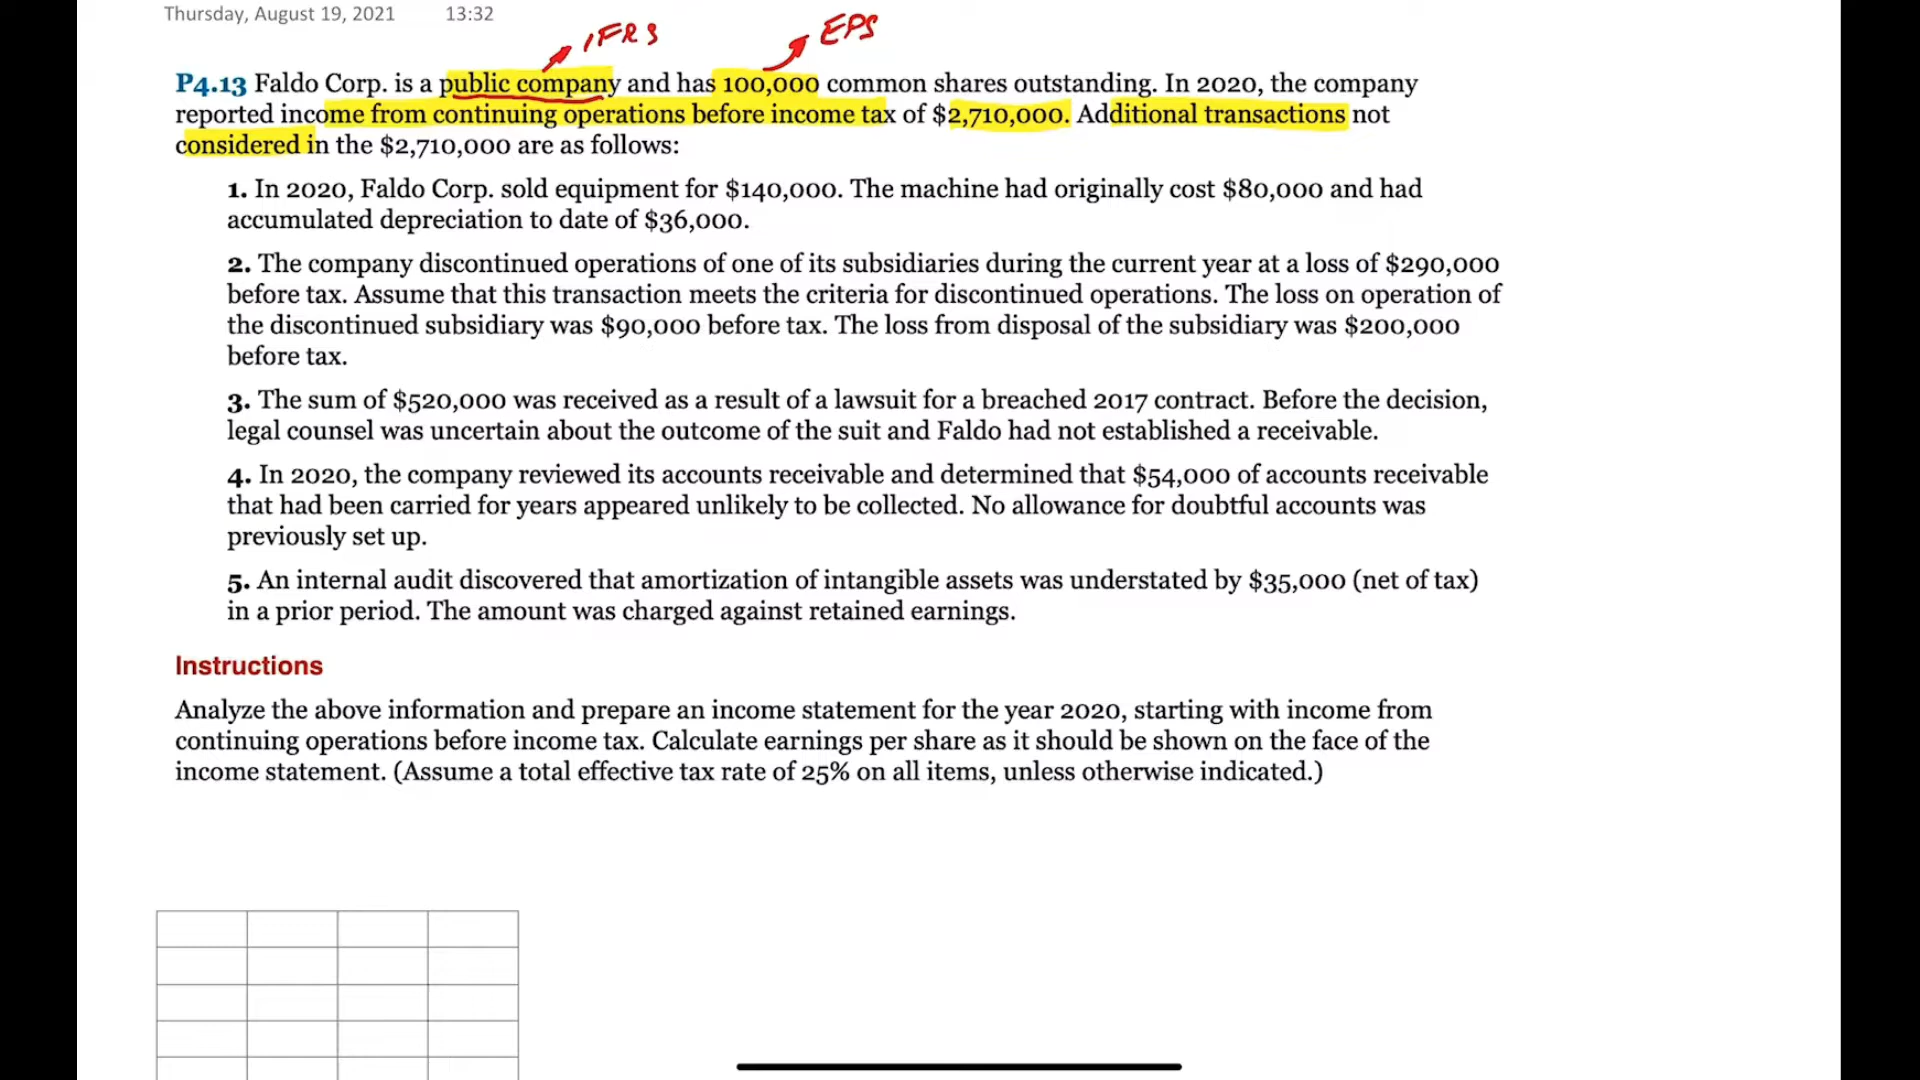 Thursday, August 19, 2021 13:32
IFRS
EPS
P4.13 Faldo Corp. is a public company and has 100,000 common shares outstanding. In 2020, the company
reported income from continuing operations before income tax of $2,710,000. Additional transactions not
considered in the $2,710,000 are as follows:
1. In 2020, Faldo Corp. sold equipment for $140,000. The machine had originally cost $80,000 and had
accumulated depreciation to date of $36,000.
2. The company discontinued operations of one of its subsidiaries during the current year at a loss of $290,000
before tax. Assume that this transaction meets the criteria for discontinued operations. The loss on operation of
the discontinued subsidiary was $90,000 before tax. The loss from disposal of the subsidiary was $200,000
before tax.
3. The sum of $520,000 was received as a result of a lawsuit for a breached 2017 contract. Before the decision,
legal counsel was uncertain about the outcome of the suit and Faldo had not established a receivable.
4. In 2020, the company reviewed its accounts receivable and determined that $54,000 of accounts receivable
that had been carried for years appeared unlikely to be collected. No allowance for doubtful accounts was
previously set up.
5. An internal audit discovered that amortization of intangible assets was understated by $35,000 (net of tax)
in a prior period. The amount was charged against retained earnings.
Instructions
Analyze the above information and prepare an income statement for the year 2020, starting with income from
continuing operations before income tax. Calculate earnings per share as it should be shown on the face of the
income statement. (Assume a total effective tax rate of 25% on all items, unless otherwise indicated.)